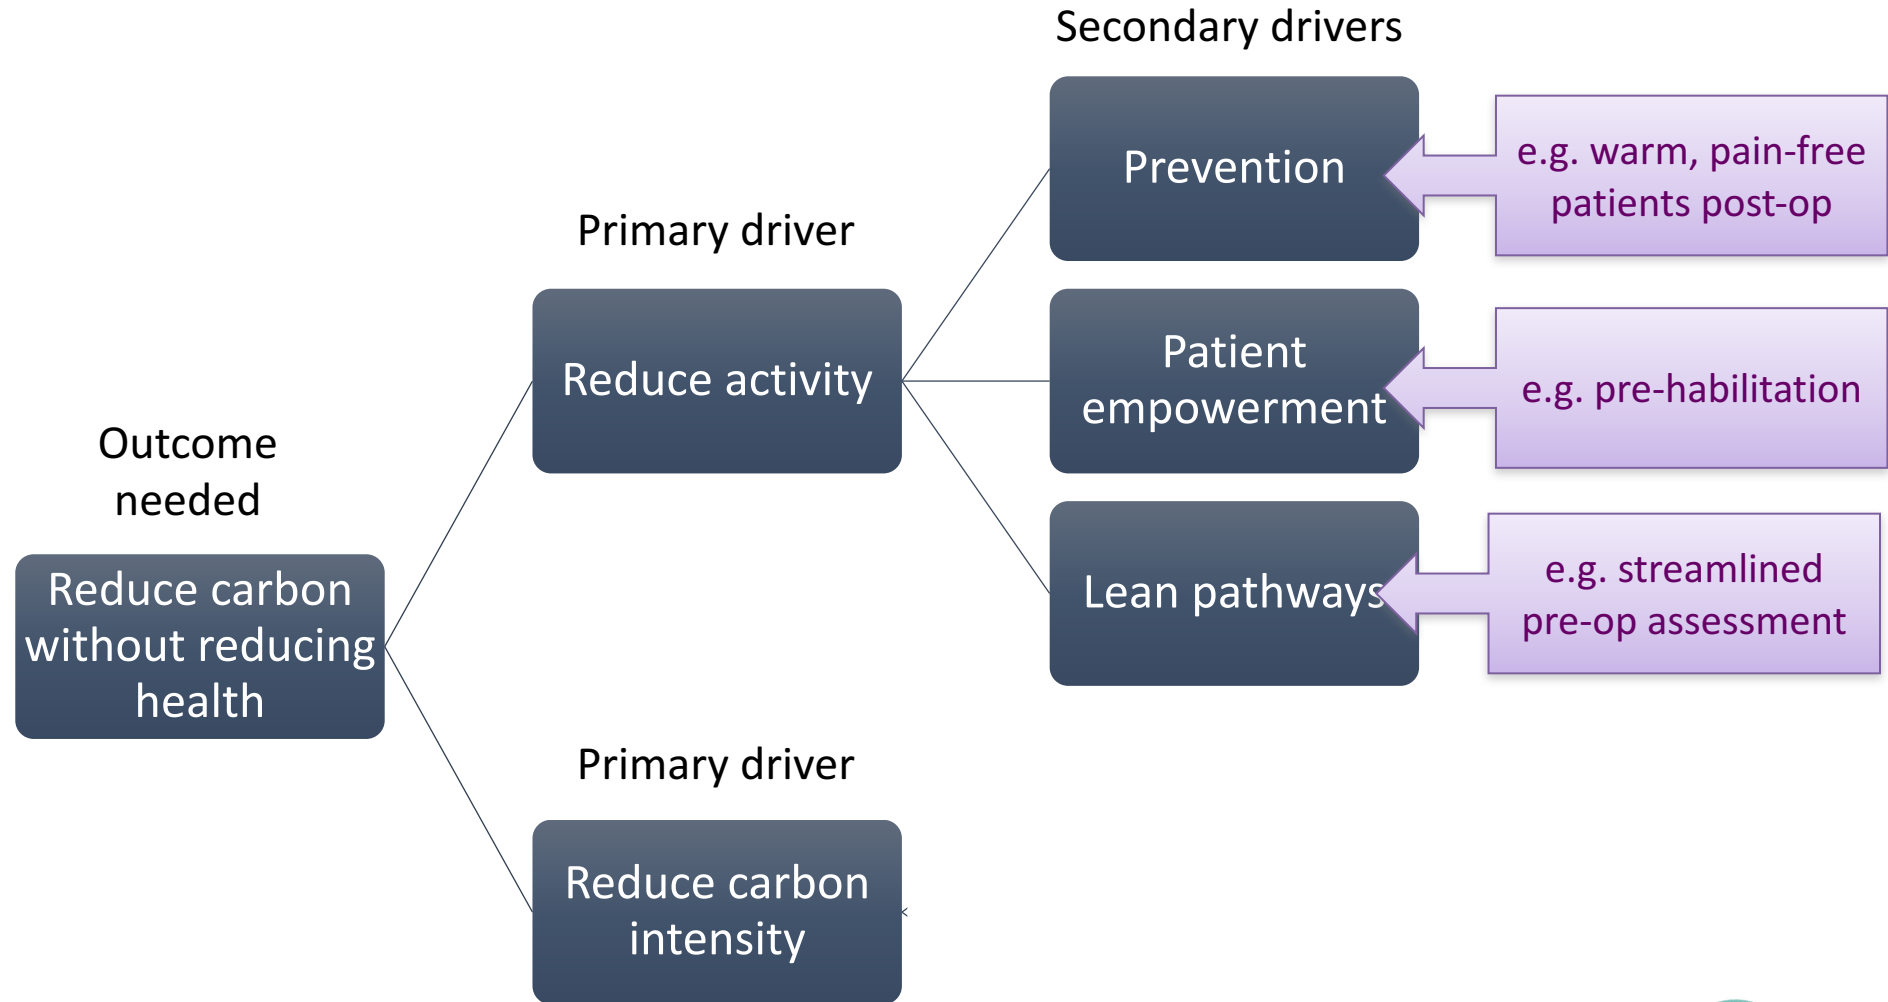 Secondary drivers
Prevention
e.g. warm, pain-free
patients post-op
Primary driver
Reduce activity
Patient
empowerment
e.g. pre-habilitation
Outcome
needed
Reduce carbon
without reducing
health
Lean pathways
e.g. streamlined
pre-op assessment
Primary driver
Reduce carbon
intensity